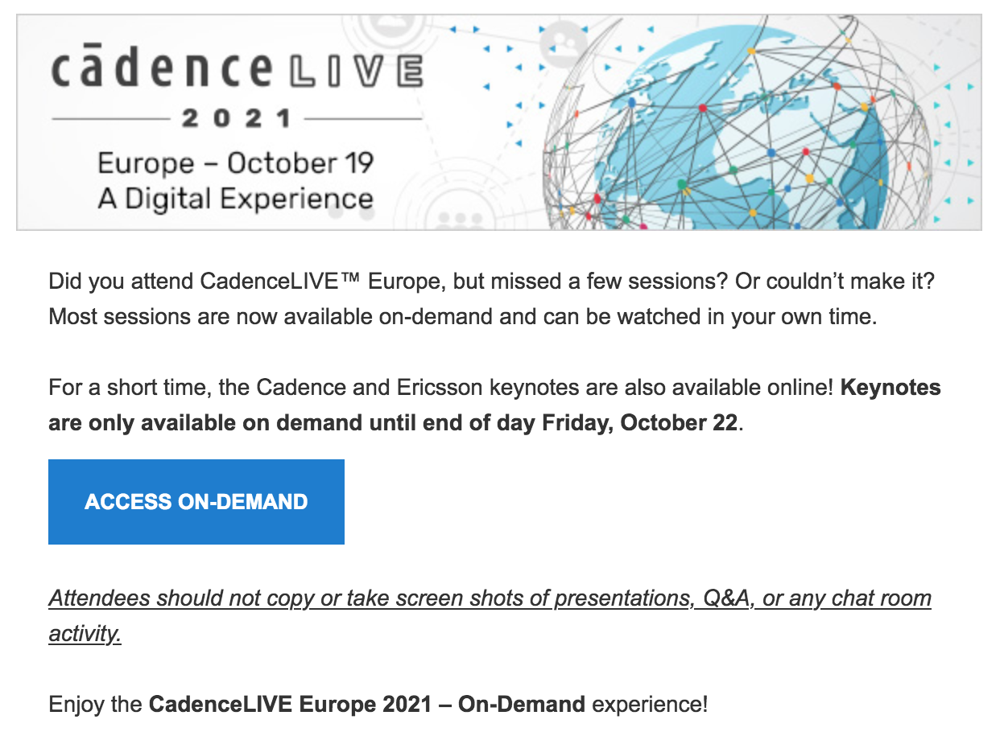 cādence LIVE
2021
Europe – October 19
A Digital Experience
Did you attend CadenceLIVE™ Europe, but missed a few sessions? Or couldn’t make it?
Most sessions are now available on-demand and can be watched in your own time.
For a short time, the Cadence and Ericsson keynotes are also available online! Keynotes
are only available on demand until end of day Friday, October 22.
ACCESS ON-DEMAND
Attendees should not copy or take screen shots of presentations, Q&A, or any chat room
activity.
Enjoy the CadenceLIVE Europe 2021 – On-Demand experience!